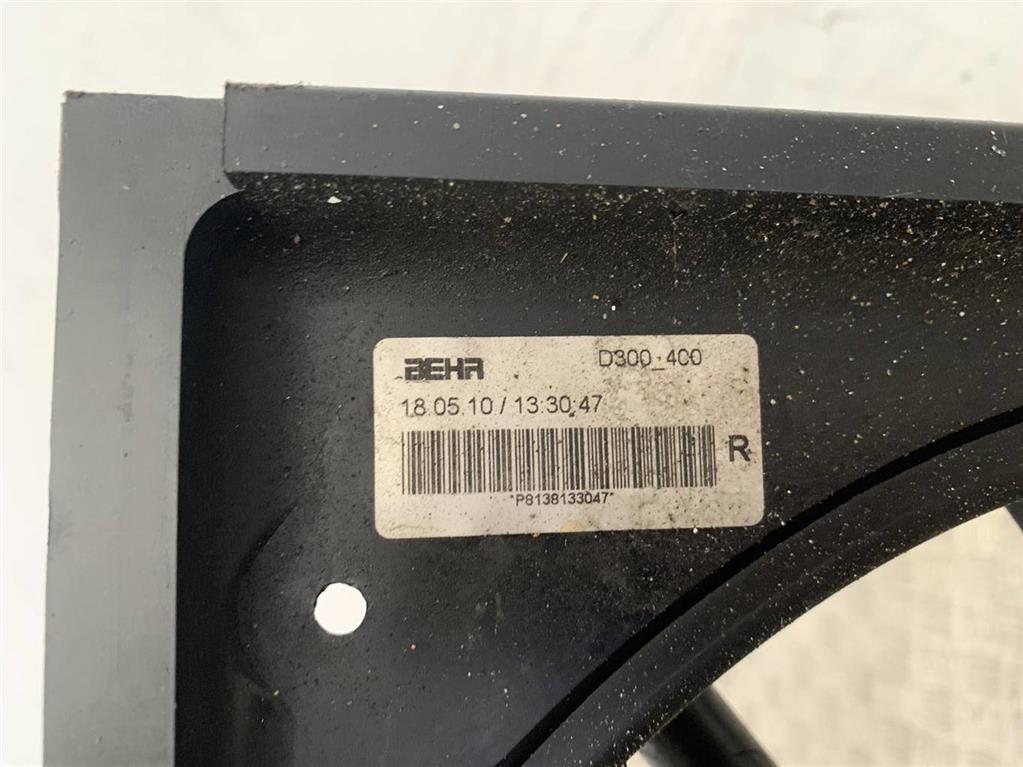 BEHR D300_400
18.05.10 / 13:30:47
R
*P8138133047*